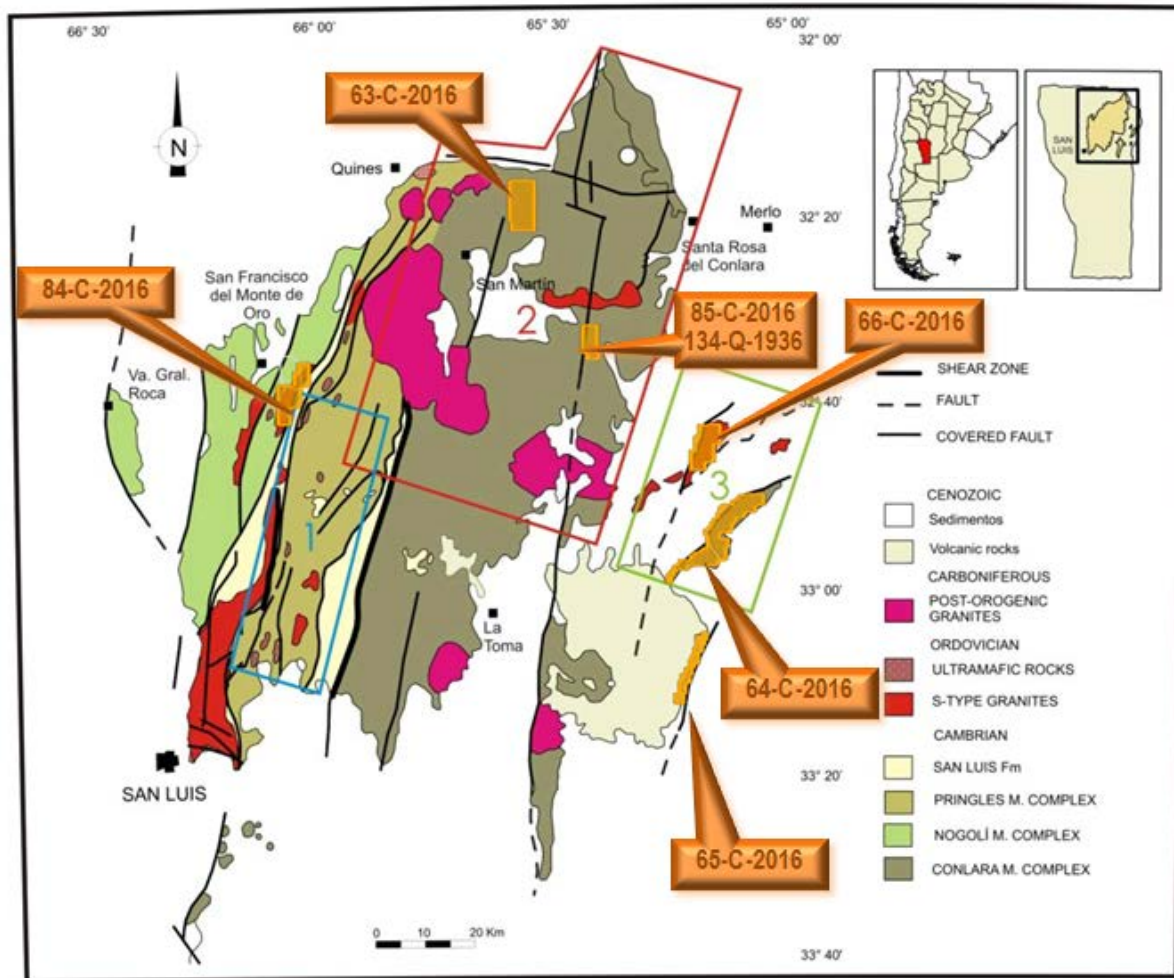 66° 30'
66° 00'
65° 30'
65° 00'
32° 00'
63-C-2016
N
Quines
SAN
LUIS
32° 20'
Merlo
Santa Rosa
del Conlara
San Martín
San Francisco
del Monte de
Oro
84-C-2016
2
85-C-2016
134-Q-1936
66-C-2016
Va. Gral.
Roca
32° 40'
SHEAR ZONE
FAULT
COVERED FAULT
3
1
CENOZOIC
Sedimentos
Volcanic rocks
CARBONIFEROUS
POST-OROGENIC
GRANITES
ORDOVICIAN
ULTRAMAFIC ROCKS
S-TYPE GRANITES
CAMBRIAN
SAN LUIS Fm
PRINGLES M. COMPLEX
NOGOLÍ M. COMPLEX
CONLARA M. COMPLEX
33° 00'
La
Toma
64-C-2016
SAN LUIS
33° 20'
65-C-2016
0 10 20 Km
33° 40'